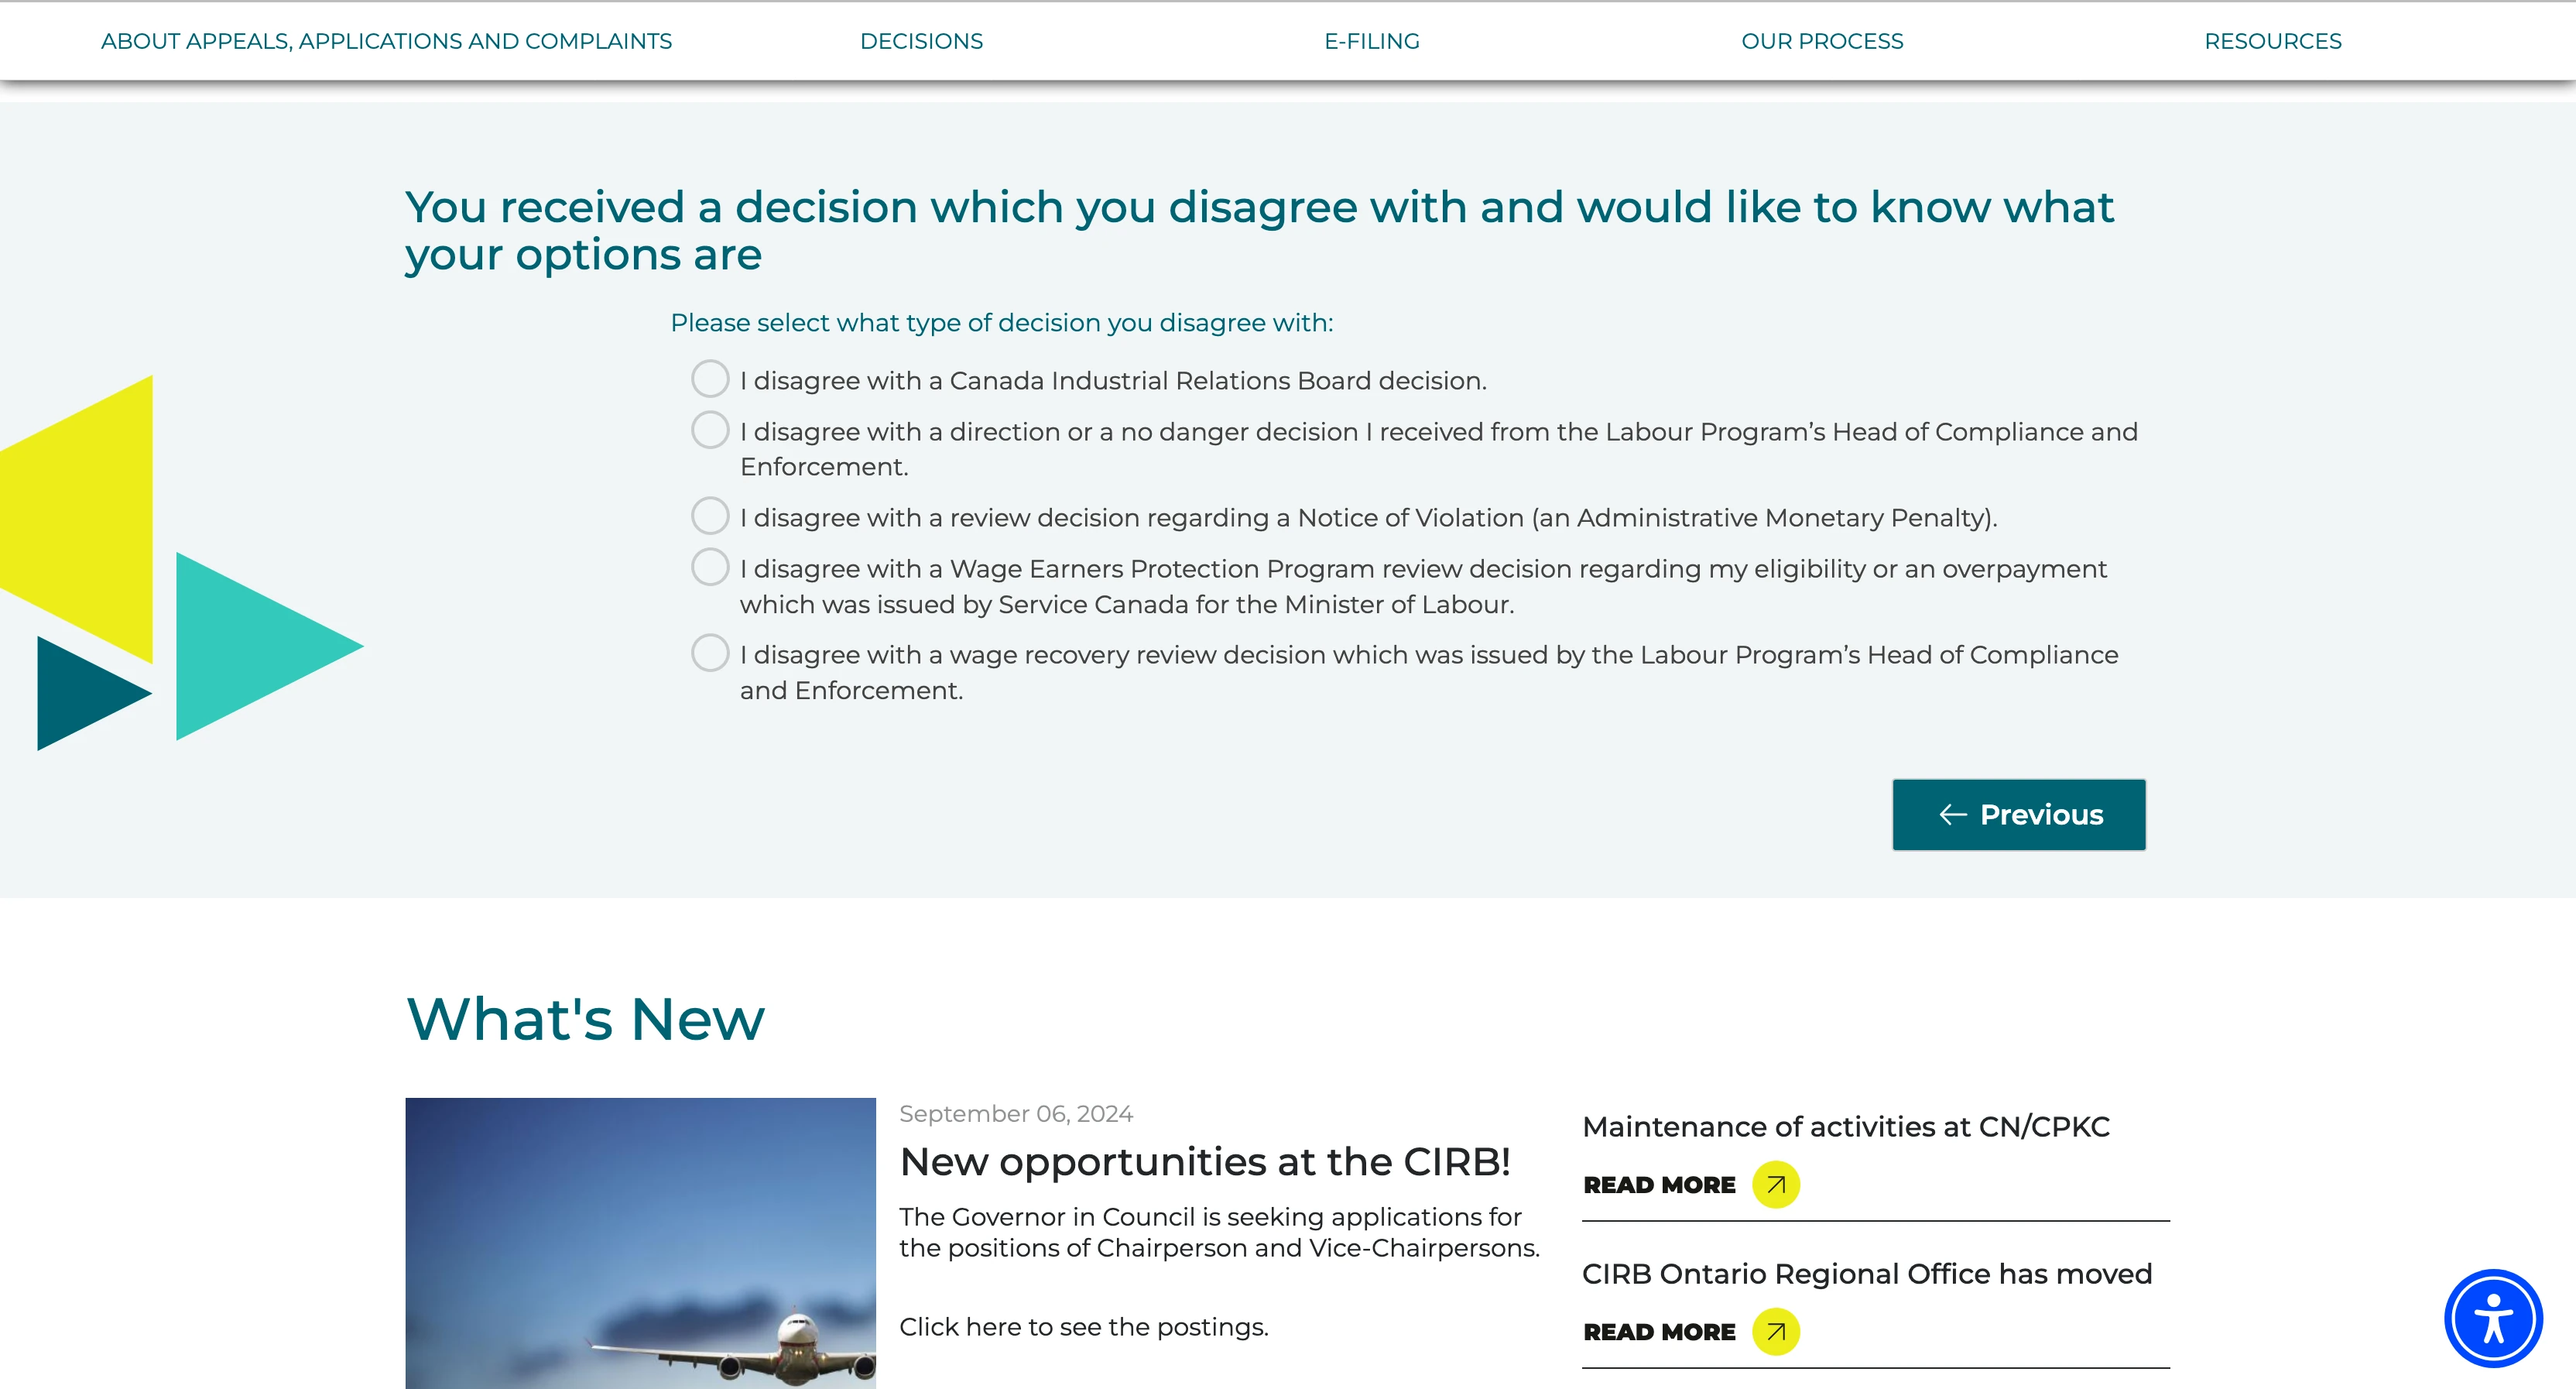 ABOUT APPEALS, APPLICATIONS AND COMPLAINTS
DECISIONS
E-FILING
OUR PROCESS
RESOURCES
You received a decision which you disagree with and would like to know what
your options are
Please select what type of decision you disagree with:
I disagree with a Canada Industrial Relations Board decision.
I disagree with a direction or a no danger decision I received from the Labour Program’s Head of Compliance and
Enforcement.
I disagree with a review decision regarding a Notice of Violation (an Administrative Monetary Penalty).
I disagree with a Wage Earners Protection Program review decision regarding my eligibility or an overpayment
which was issued by Service Canada for the Minister of Labour.
I disagree with a wage recovery review decision which was issued by the Labour Program’s Head of Compliance
and Enforcement.
Previous
What's New
September 06, 2024
New opportunities at the CIRB!
The Governor in Council is seeking applications for
the positions of Chairperson and Vice-Chairpersons.
Click here to see the postings.
Maintenance of activities at CN/CPKC
READ MORE
CIRB Ontario Regional Office has moved
READ MORE